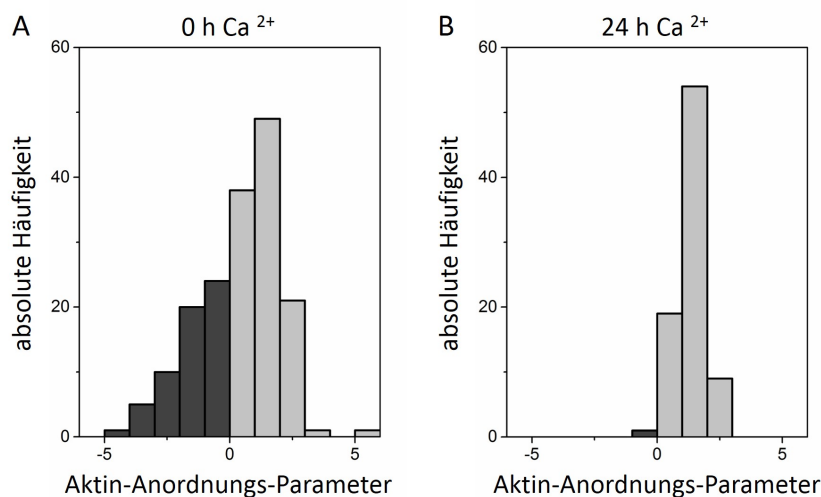 A
0 h Ca 2+
60
40
20
0
absolute Häufigkeit
-5
0
5
Aktin-Anordnungs-Parameter
B
24 h Ca 2+
60
40
20
0
absolute Häufigkeit
-5
0
5
Aktin-Anordnungs-Parameter